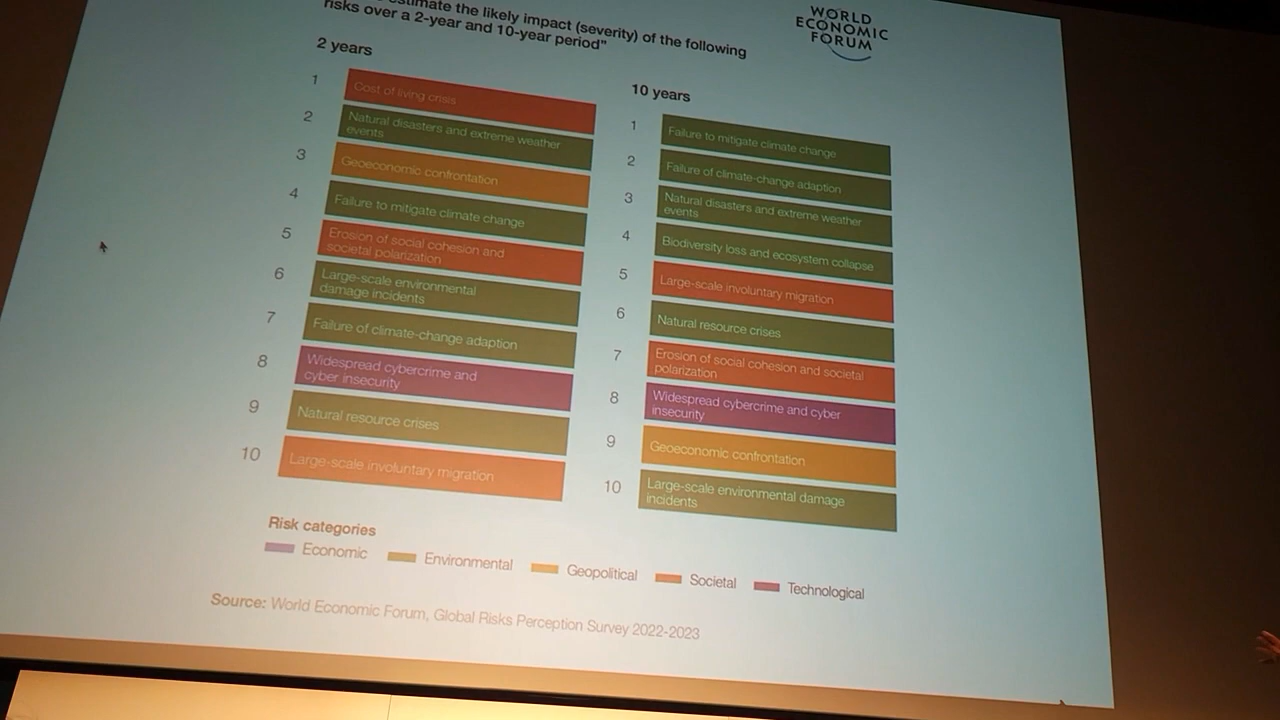 estimate the likely impact (severity) of the following
risks over a 2-year and 10-year period"
WORLD
ECONOMIC
FORUM
2 years
1 Cost of living crisis
2 Natural disasters and extreme weather
events
3 Geoeconomic confrontation
4 Failure to mitigate climate change
5 Erosion of social cohesion and
societal polarization
6 Large-scale environmental
damage incidents
7 Failure of climate-change adaption
8 Widespread cybercrime and
cyber insecurity
9 Natural resource crises
10 Large-scale involuntary migration
10 years
1 Failure to mitigate climate change
2 Failure of climate-change adaption
3 Natural disasters and extreme weather
events
4 Biodiversity loss and ecosystem collapse
5 Large-scale involuntary migration
6 Natural resource crises
7 Erosion of social cohesion and societal
polarization
8 Widespread cybercrime and cyber
insecurity
9 Geoeconomic confrontation
10 Large-scale environmental damage
incidents
Risk categories
Economic Environmental Geopolitical Societal Technological
Source: World Economic Forum, Global Risks Perception Survey 2022-2023